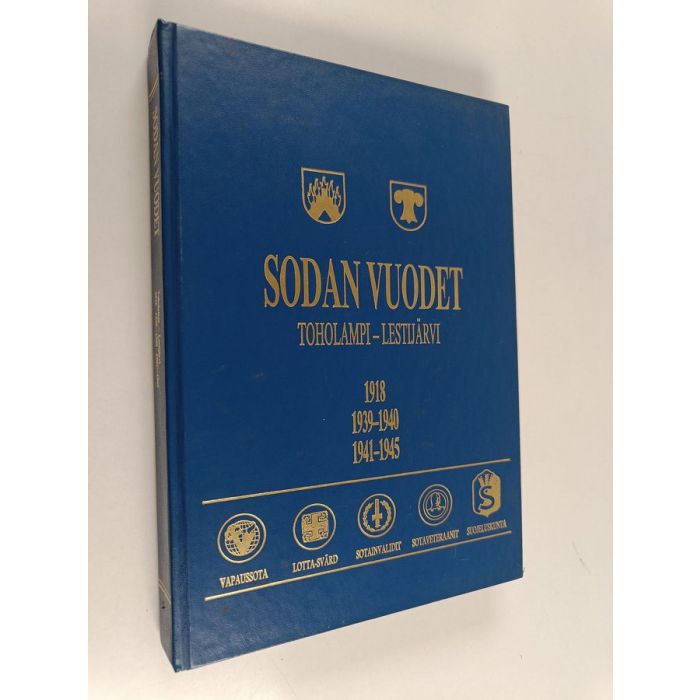 SODAN VUODET
TOHOLAMPI – LESTIJÄRVI
1918
1939–1940
1941–1945
VAPAUSSOTA
LOTTA-SVÄRD
SOTAINVALIDIT
SOTAVETERAANIT
SUOJELUSKUNTA
S
SODAN VUODET